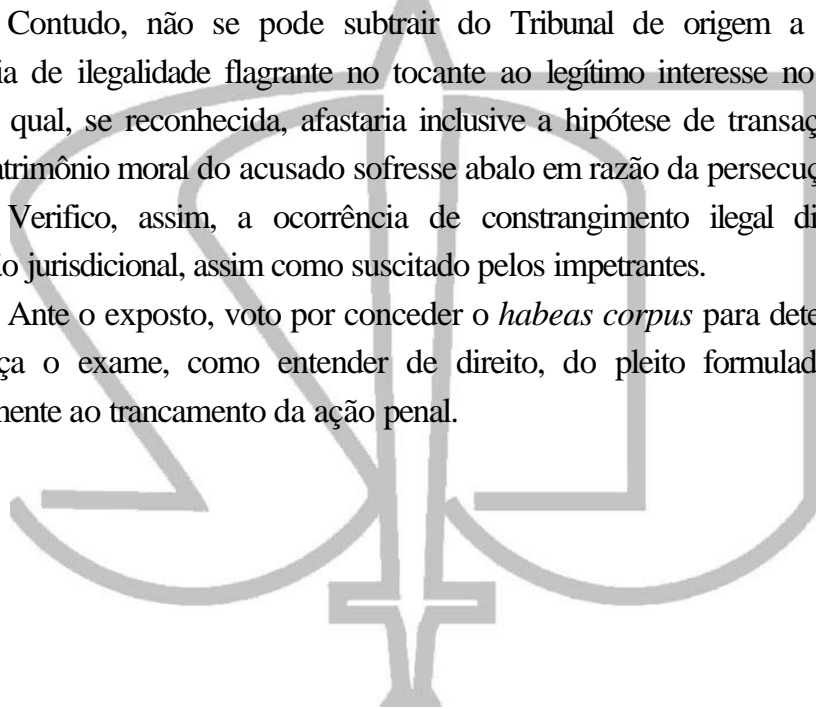 Contudo, não se pode subtrair do Tribunal de origem a
ia de ilegalidade flagrante no tocante ao legítimo interesse no
qual, se reconhecida, afastaria inclusive a hipótese de transaç
atrimônio moral do acusado sofresse abalo em razão da persecuç
Verifico, assim, a ocorrência de constrangimento ilegal di
o jurisdicional, assim como suscitado pelos impetrantes.
Ante o exposto, voto por conceder o habeas corpus para dete
ça o exame, como entender de direito, do pleito formulad
mente ao trancamento da ação penal.